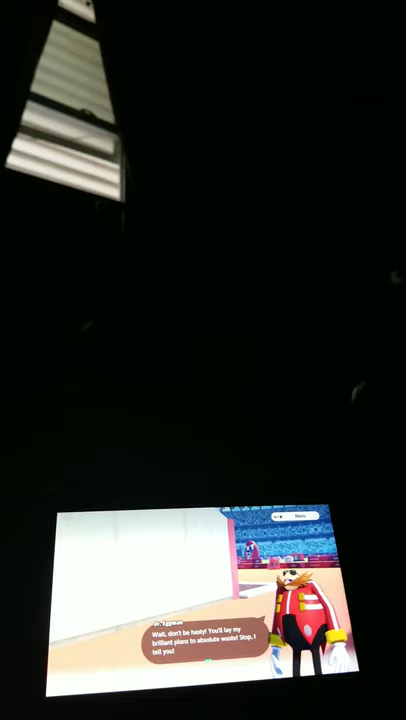 Menu
Dr. Eggman
Wait, don't be hasty! You'll lay my
brilliant plans to absolute waste! Stop, I
tell you!